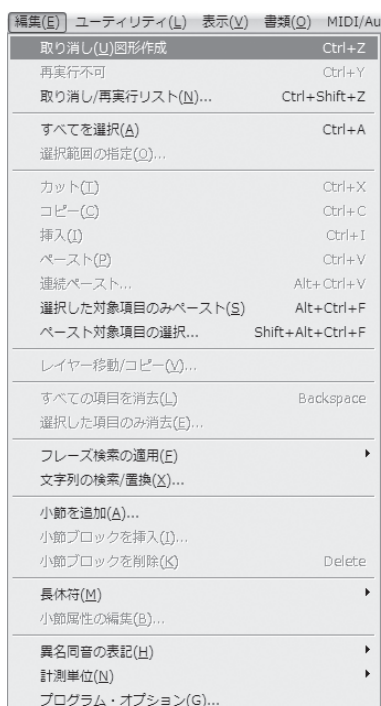 編集(E) ユーティリティ(L) 表示(V) 書類(O) MIDI/Au
取り消し(U)図形作成 Ctrl+Z
再実行不可 Ctrl+Y
取り消し/再実行リスト(N)... Ctrl+Shift+Z
すべてを選択(A) Ctrl+A
選択範囲の指定(O)...
カット(T) Ctrl+X
コピー(C) Ctrl+C
挿入(I) Ctrl+I
ペースト(P) Ctrl+V
連続ペースト... Alt+Ctrl+V
選択した対象項目のみペースト(S) Alt+Ctrl+F
ペースト対象項目の選択... Shift+Alt+Ctrl+F
レイヤー移動/コピー(V)...
すべての項目を消去(L) Backspace
選択した項目のみ消去(E)...
フレーズ検索の適用(F)
文字列の検索/置換(X)...
小節を追加(A)...
小節ブロックを挿入(I)...
小節ブロックを削除(K) Delete
長休符(M)
小節属性の編集(B)...
異名同音の表記(H)
計測単位(N)
プログラム・オプション(G)...